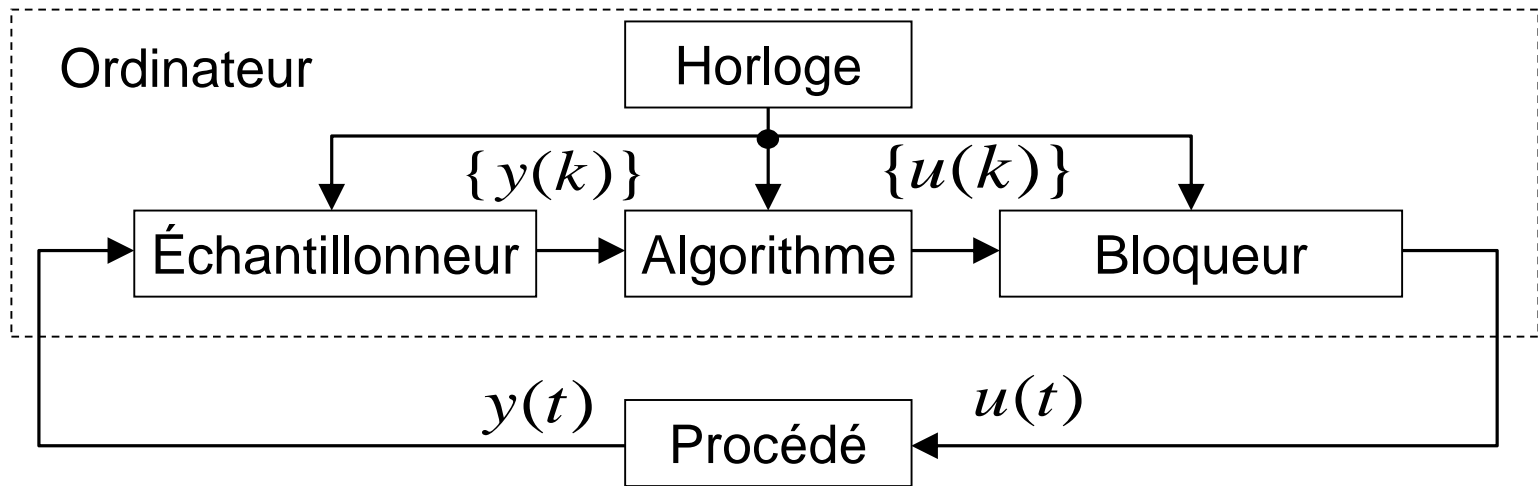 Ordinateur
Horloge
{y(k)}
{u(k)}
Échantillonneur
Algorithme
Bloqueur
y(t)
u(t)
Procédé